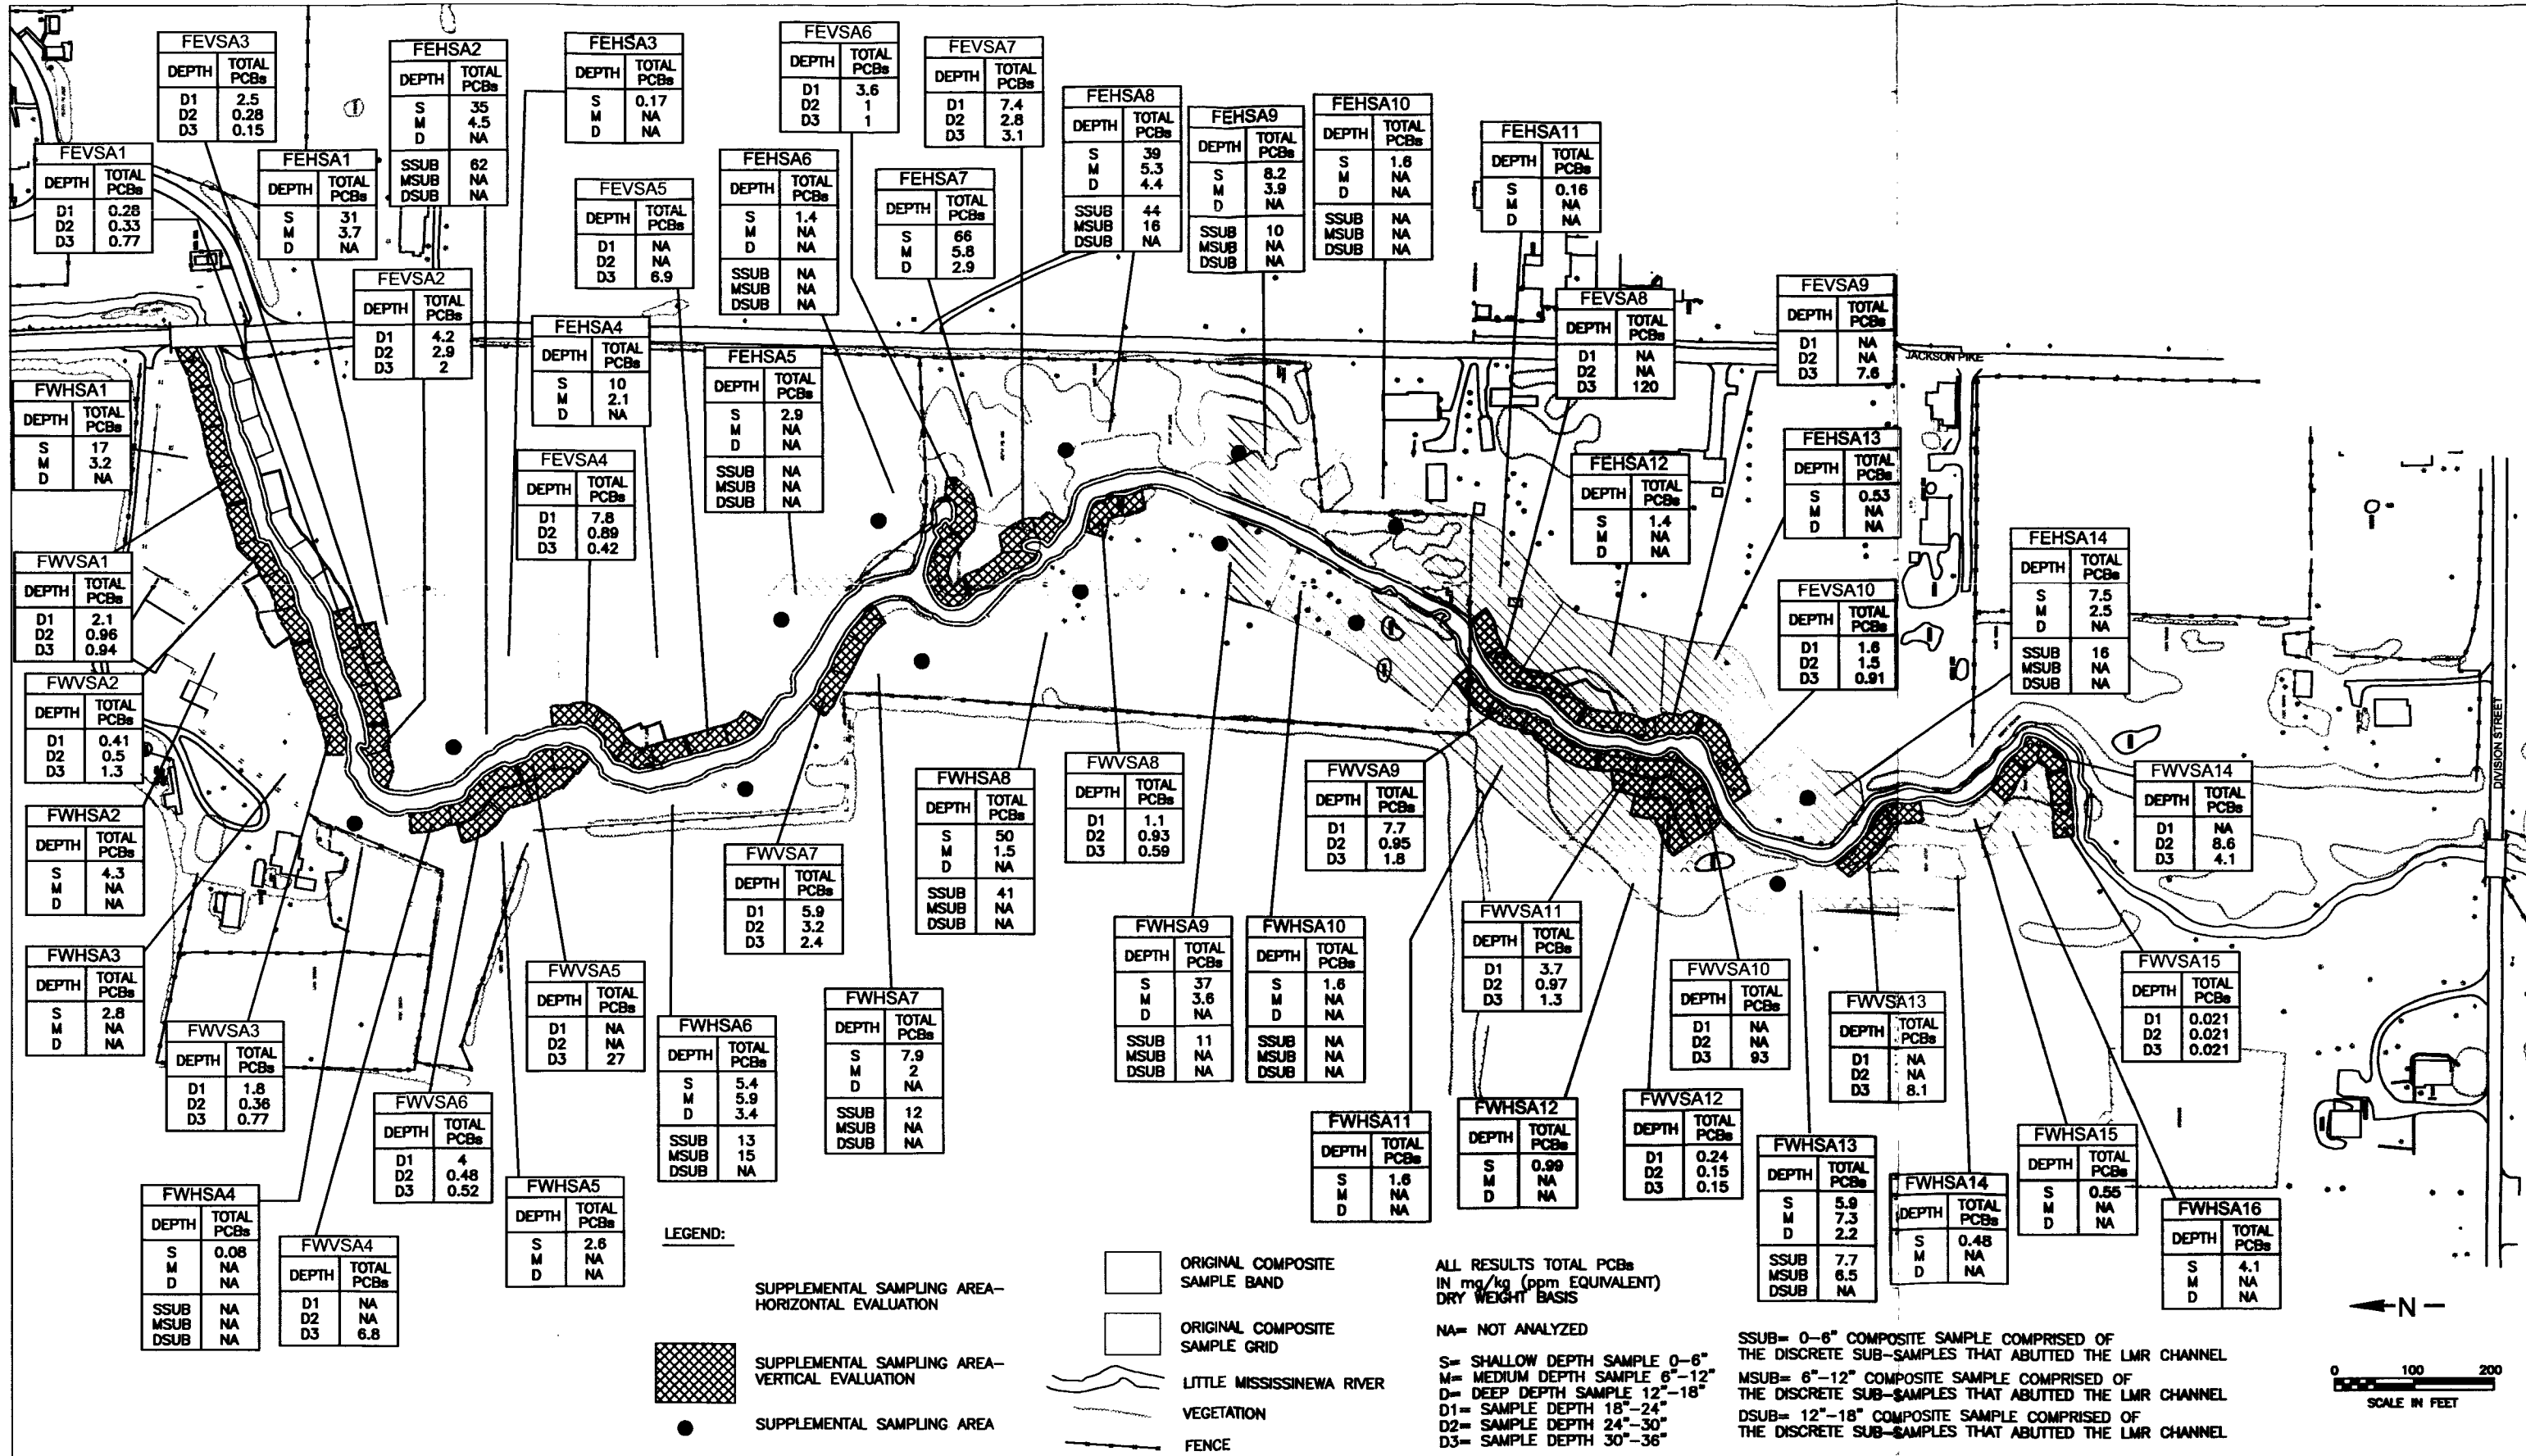 FEVSA3
DEPTH TOTAL PCBs
D1 2.5
D2 0.28
D3 0.15
FEHSA2
DEPTH TOTAL PCBs
S 35
M 4.5
D NA
SSUB 62
MSUB NA
DSUB NA
FEHSA3
DEPTH TOTAL PCBs
S 0.17
M NA
D NA
FEVSA6
DEPTH TOTAL PCBs
D1 3.6
D2 1
D3 1
FEVSA7
DEPTH TOTAL PCBs
D1 7.4
D2 2.8
D3 3.1
FEHSA8
DEPTH TOTAL PCBs
S 39
M 5.3
D 4.4
SSUB 44
MSUB 16
DSUB NA
FEHSA9
DEPTH TOTAL PCBs
S 8.2
M 3.9
D NA
SSUB 10
MSUB NA
DSUB NA
FEHSA10
DEPTH TOTAL PCBs
S 1.6
M NA
D NA
SSUB NA
MSUB NA
DSUB NA
FEHSA11
DEPTH TOTAL PCBs
S 0.16
M NA
D NA
FEVSA1
DEPTH TOTAL PCBs
D1 0.28
D2 0.33
D3 0.77
FEHSA1
DEPTH TOTAL PCBs
S 31
M 3.7
D NA
FEVSA5
DEPTH TOTAL PCBs
D1 NA
D2 NA
D3 6.9
FEHSA6
DEPTH TOTAL PCBs
S 1.4
M NA
D NA
SSUB NA
MSUB NA
DSUB NA
FEHSA7
DEPTH TOTAL PCBs
S 66
M 5.8
D 2.9
FEVSA2
DEPTH TOTAL PCBs
D1 4.2
D2 2.9
D3 2
FEHSA4
DEPTH TOTAL PCBs
S 10
M 2.1
D NA
FEHSA5
DEPTH TOTAL PCBs
S 2.9
M NA
D NA
SSUB NA
MSUB NA
DSUB NA
FEVSA8
DEPTH TOTAL PCBs
D1 NA
D2 NA
D3 120
FEVSA9
DEPTH TOTAL PCBs
D1 NA
D2 NA
D3 7.6
JACKSON PIKE
FWHSA1
DEPTH TOTAL PCBs
S 17
M 3.2
D NA
FEVSA4
DEPTH TOTAL PCBs
D1 7.8
D2 0.89
D3 0.42
FEHSA12
DEPTH TOTAL PCBs
S 1.4
M NA
D NA
FEHSA13
DEPTH TOTAL PCBs
S 0.53
M NA
D NA
FEHSA14
DEPTH TOTAL PCBs
S 7.5
M 2.5
D NA
SSUB 16
MSUB NA
DSUB NA
FWVSA1
DEPTH TOTAL PCBs
D1 2.1
D2 0.96
D3 0.94
FEVSA10
DEPTH TOTAL PCBs
D1 1.6
D2 1.5
D3 0.91
FWVSA2
DEPTH TOTAL PCBs
D1 0.41
D2 0.5
D3 1.3
DIVISION STREET
FWHSA2
DEPTH TOTAL PCBs
S 4.3
M NA
D NA
FWVSA7
DEPTH TOTAL PCBs
D1 5.9
D2 3.2
D3 2.4
FWHSA8
DEPTH TOTAL PCBs
S 50
M 1.5
D NA
SSUB 41
MSUB NA
DSUB NA
FWVSA8
DEPTH TOTAL PCBs
D1 1.1
D2 0.93
D3 0.59
FWVSA9
DEPTH TOTAL PCBs
D1 7.7
D2 0.95
D3 1.8
FWVSA14
DEPTH TOTAL PCBs
D1 NA
D2 8.6
D3 4.1
FWHSA3
DEPTH TOTAL PCBs
S 2.8
M NA
D NA
FWVSA3
DEPTH TOTAL PCBs
D1 1.8
D2 0.36
D3 0.77
FWVSA5
DEPTH TOTAL PCBs
D1 NA
D2 NA
D3 27
FWHSA6
DEPTH TOTAL PCBs
S 5.4
M 5.9
D 3.4
SSUB 13
MSUB 15
DSUB NA
FWHSA7
DEPTH TOTAL PCBs
S 7.9
M 2
D NA
SSUB 12
MSUB NA
DSUB NA
FWHSA9
DEPTH TOTAL PCBs
S 37
M 3.6
D NA
SSUB 11
MSUB NA
DSUB NA
FWHSA10
DEPTH TOTAL PCBs
S 1.6
M NA
D NA
SSUB NA
MSUB NA
DSUB NA
FWVSA11
DEPTH TOTAL PCBs
D1 3.7
D2 0.97
D3 1.3
FWVSA10
DEPTH TOTAL PCBs
D1 NA
D2 NA
D3 93
FWVSA13
DEPTH TOTAL PCBs
D1 NA
D2 NA
D3 8.1
FWVSA15
DEPTH TOTAL PCBs
D1 0.021
D2 0.021
D3 0.021
FWVSA6
DEPTH TOTAL PCBs
D1 4
D2 0.48
D3 0.52
FWHSA11
DEPTH TOTAL PCBs
S 1.6
M NA
D NA
FWHSA12
DEPTH TOTAL PCBs
S 0.99
M NA
D NA
FWVSA12
DEPTH TOTAL PCBs
D1 0.24
D2 0.15
D3 0.15
FWHSA13
DEPTH TOTAL PCBs
S 5.9
M 7.3
D 2.2
SSUB 7.7
MSUB 6.5
DSUB NA
FWHSA14
DEPTH TOTAL PCBs
S 0.48
M NA
D NA
FWHSA15
DEPTH TOTAL PCBs
S 0.55
M NA
D NA
FWHSA16
DEPTH TOTAL PCBs
S 4.1
M NA
D NA
FWHSA4
DEPTH TOTAL PCBs
S 0.08
M NA
D NA
SSUB NA
MSUB NA
DSUB NA
FWVSA4
DEPTH TOTAL PCBs
D1 NA
D2 NA
D3 6.8
FWHSA5
DEPTH TOTAL PCBs
S 2.6
M NA
D NA
LEGEND:
SUPPLEMENTAL SAMPLING AREA-
HORIZONTAL EVALUATION
SUPPLEMENTAL SAMPLING AREA-
VERTICAL EVALUATION
SUPPLEMENTAL SAMPLING AREA
ORIGINAL COMPOSITE
SAMPLE BAND
ORIGINAL COMPOSITE
SAMPLE GRID
LITTLE MISSISSINEWA RIVER
VEGETATION
FENCE
ALL RESULTS TOTAL PCBs
IN mg/kg (ppm EQUIVALENT)
DRY WEIGHT BASIS
NA= NOT ANALYZED
S= SHALLOW DEPTH SAMPLE 0-6"
M= MEDIUM DEPTH SAMPLE 6"-12"
D= DEEP DEPTH SAMPLE 12"-18"
D1= SAMPLE DEPTH 18"-24"
D2= SAMPLE DEPTH 24"-30"
D3= SAMPLE DEPTH 30"-36"
SSUB= 0-6" COMPOSITE SAMPLE COMPRISED OF
THE DISCRETE SUB-SAMPLES THAT ABUTTED THE LMR CHANNEL
MSUB= 6"-12" COMPOSITE SAMPLE COMPRISED OF
THE DISCRETE SUB-SAMPLES THAT ABUTTED THE LMR CHANNEL
DSUB= 12"-18" COMPOSITE SAMPLE COMPRISED OF
THE DISCRETE SUB-SAMPLES THAT ABUTTED THE LMR CHANNEL
N
0 100 200
SCALE IN FEET